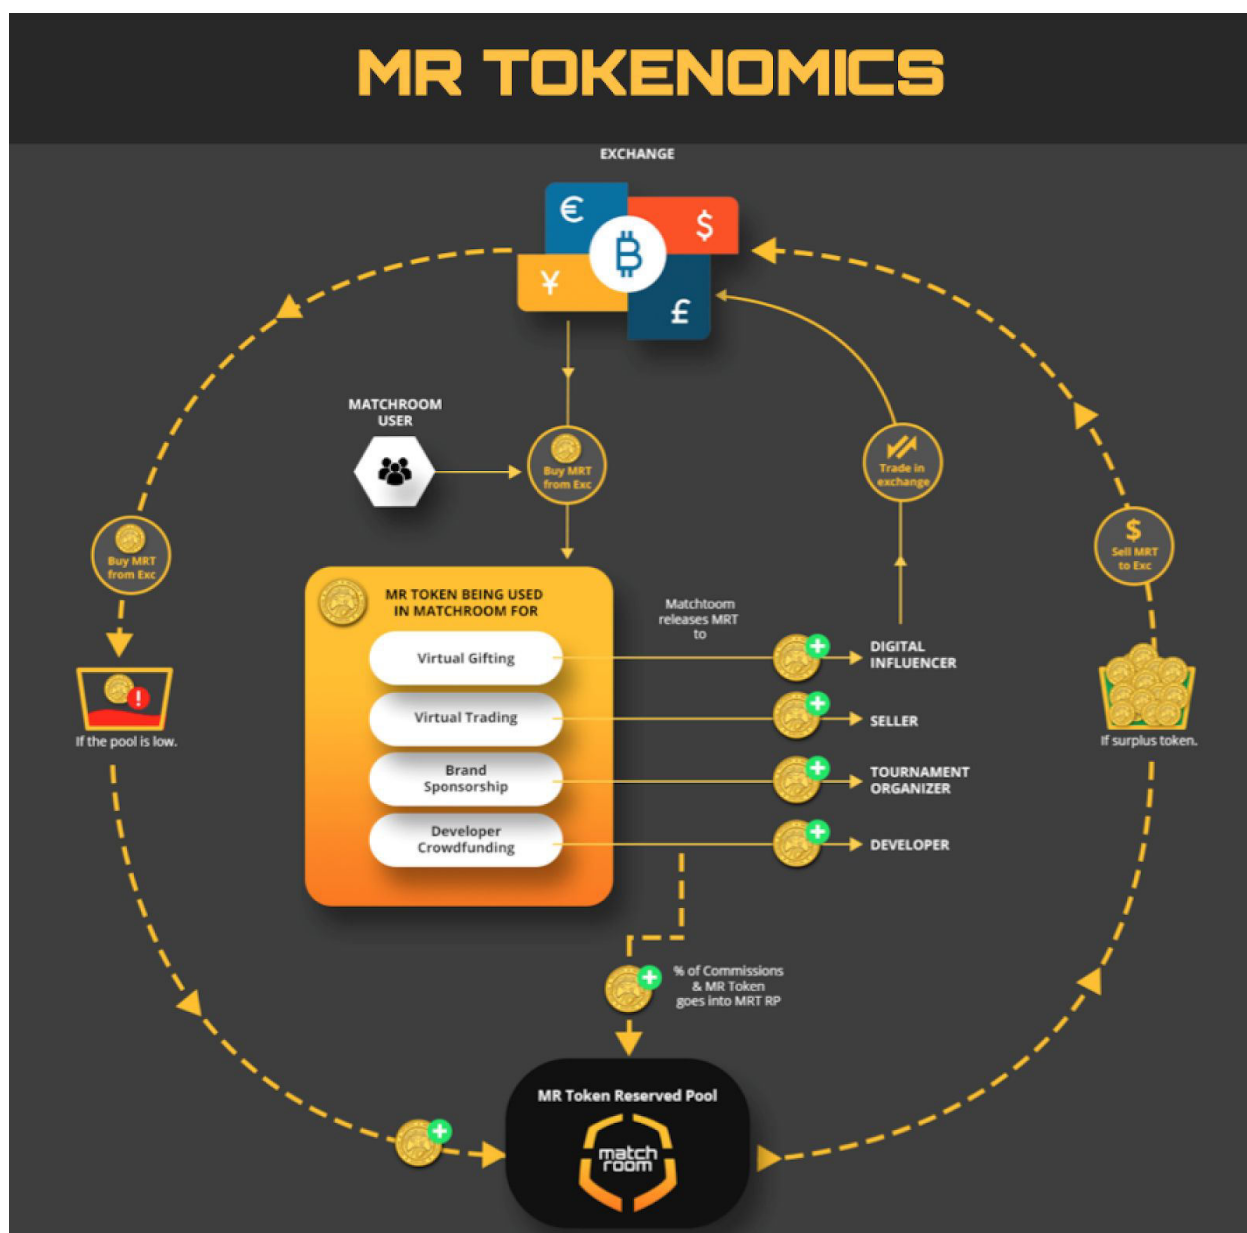 MR TOKENOMICS
EXCHANGE
€
$
₿
¥
£
MATCHROOM
USER
Buy MRT
from Exc
Trade in
exchange
Buy MRT
from Exc
$
Sell MRT
to Exc
MR TOKEN BEING USED
IN MATCHROOM FOR
Virtual Gifting
Virtual Trading
Brand
Sponsorship
Developer
Crowdfunding
Matchtoom
releases MRT
to
DIGITAL
INFLUENCER
SELLER
TOURNAMENT
ORGANIZER
DEVELOPER
!
If the pool is low.
If surplus token.
% of Commissions
& MR Token
goes into MRT RP
MR Token Reserved Pool
match
room